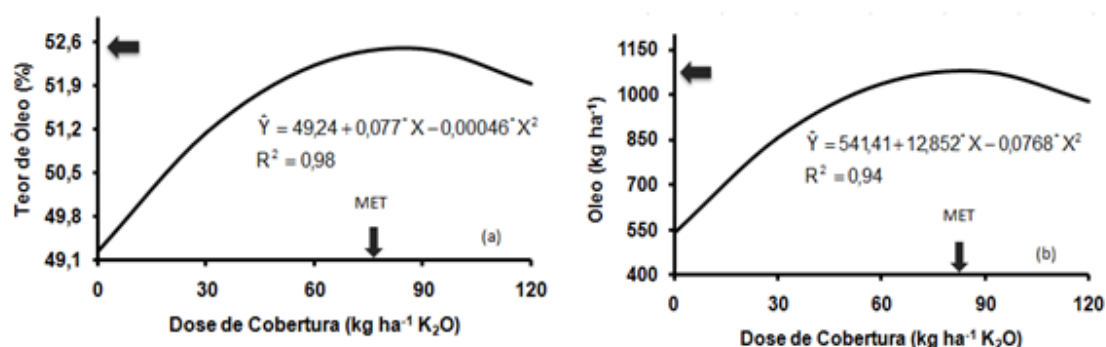 Teor de Óleo (%)
52,6
51,9
51,2
50,5
49,8
49,1
Ŷ = 49,24 + 0,077* X − 0,00046* X²
R² = 0,98
MET
(a)
0 30 60 90 120
Dose de Cobertura (kg ha⁻¹ K₂O)
Oleo (kg ha⁻¹)
1150
1000
850
700
550
400
Ŷ = 541,41 + 12,852* X − 0,0768* X²
R² = 0,94
MET
(b)
0 30 60 90 120
Dose de Cobertura (kg ha⁻¹ K₂O)